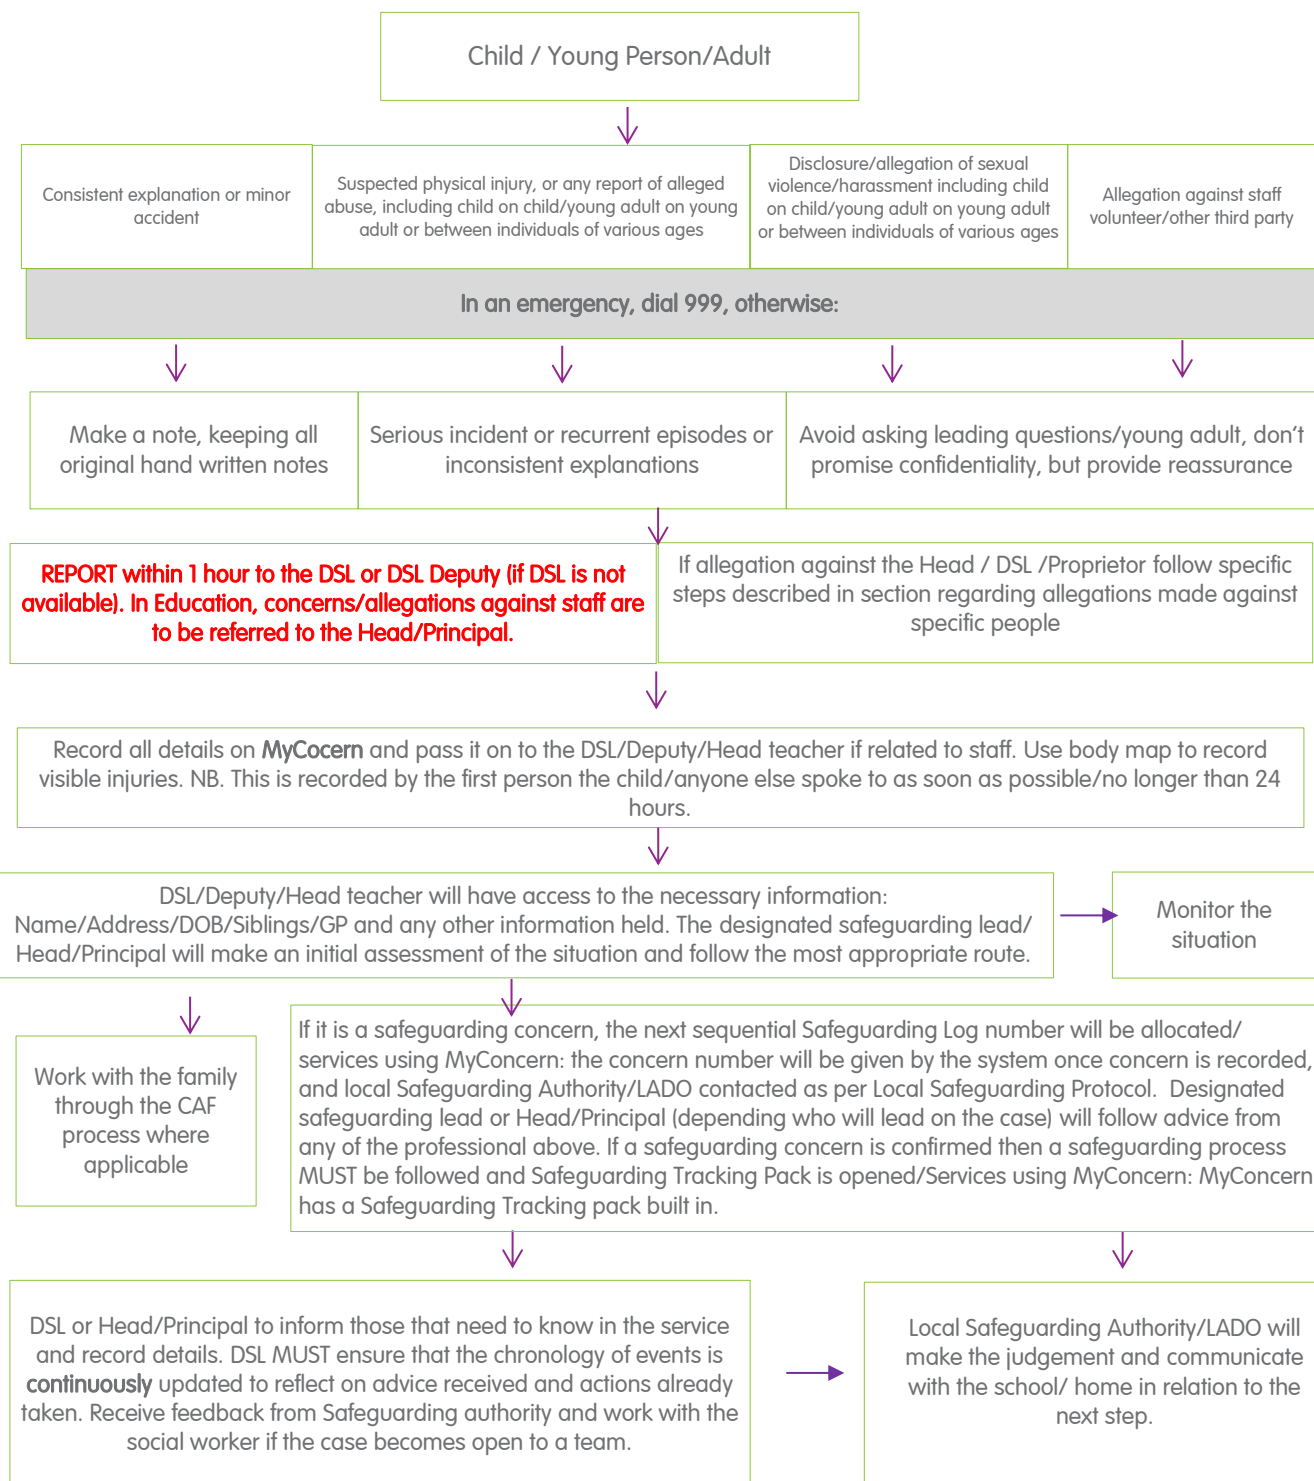 Child / Young Person/Adult
Consistent explanation or minor
accident
Suspected physical injury, or any report of alleged
abuse, including child on child/young adult on young
adult or between individuals of various ages
Disclosure/allegation of sexual
violence/harassment including child
on child/young adult on young adult
or between individuals of various ages
Allegation against staff
volunteer/other third party
In an emergency, dial 999, otherwise:
Make a note, keeping all
original hand written notes
Serious incident or recurrent episodes or
inconsistent explanations
Avoid asking leading questions/young adult, don't
promise confidentiality, but provide reassurance
REPORT within 1 hour to the DSL or DSL Deputy (if DSL is not
available). In Education, concerns/allegations against staff are
to be referred to the Head/Principal.
If allegation against the Head / DSL /Proprietor follow specific
steps described in section regarding allegations made against
specific people
Record all details on MyCocern and pass it on to the DSL/Deputy/Head teacher if related to staff. Use body map to record
visible injuries. NB. This is recorded by the first person the child/anyone else spoke to as soon as possible/no longer than 24
hours.
DSL/Deputy/Head teacher will have access to the necessary information:
Name/Address/DOB/Siblings/GP and any other information held. The designated safeguarding lead/
Head/Principal will make an initial assessment of the situation and follow the most appropriate route.
Monitor the
situation
Work with the family
through the CAF
process where
applicable
If it is a safeguarding concern, the next sequential Safeguarding Log number will be allocated/
services using MyConcern: the concern number will be given by the system once concern is recorded,
and local Safeguarding Authority/LADO contacted as per Local Safeguarding Protocol. Designated
safeguarding lead or Head/Principal (depending who will lead on the case) will follow advice from
any of the professional above. If a safeguarding concern is confirmed then a safeguarding process
MUST be followed and Safeguarding Tracking Pack is opened/Services using MyConcern: MyConcern
has a Safeguarding Tracking pack built in.
DSL or Head/Principal to inform those that need to know in the service
and record details. DSL MUST ensure that the chronology of events is
continuously updated to reflect on advice received and actions already
taken. Receive feedback from Safeguarding authority and work with the
social worker if the case becomes open to a team.
Local Safeguarding Authority/LADO will
make the judgement and communicate
with the school/ home in relation to the
next step.